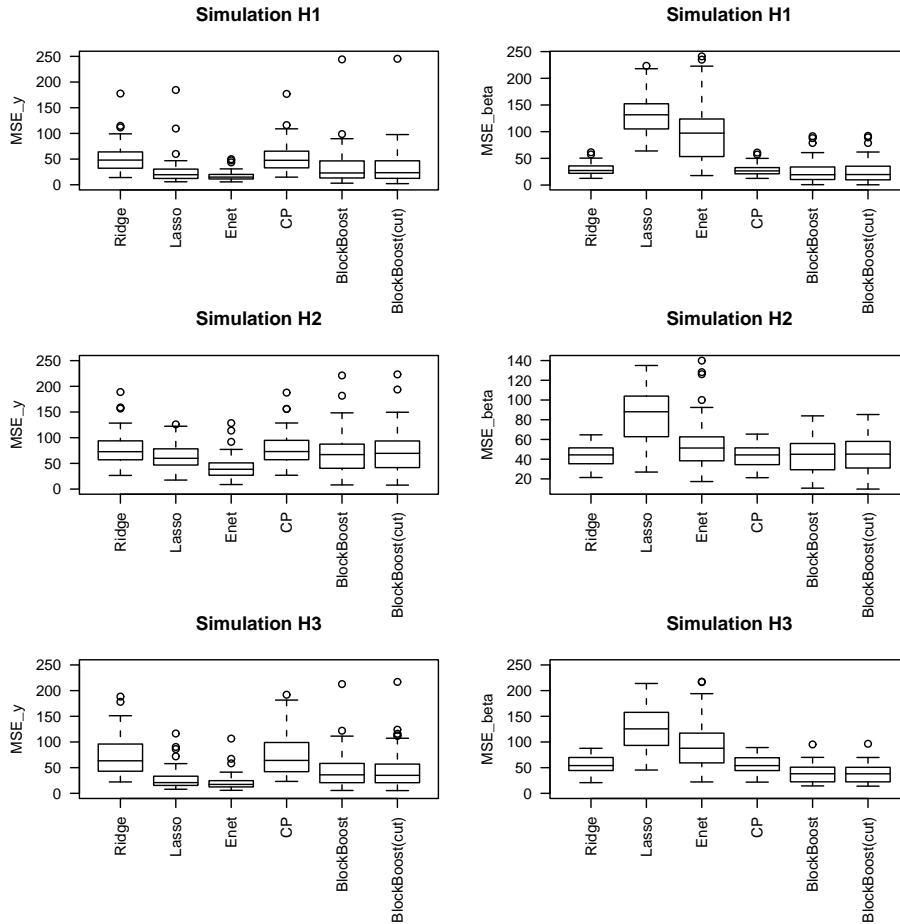 Simulation H1
MSE_y
250
200
150
100
50
0
Ridge
Lasso
Enet
CP
BlockBoost
BlockBoost(cut)
Simulation H1
MSE_beta
250
200
150
100
50
0
Ridge
Lasso
Enet
CP
BlockBoost
BlockBoost(cut)
Simulation H2
MSE_y
250
200
150
100
50
0
Ridge
Lasso
Enet
CP
BlockBoost
BlockBoost(cut)
Simulation H2
MSE_beta
140
120
100
80
60
40
20
Ridge
Lasso
Enet
CP
BlockBoost
BlockBoost(cut)
Simulation H3
MSE_y
250
200
150
100
50
0
Ridge
Lasso
Enet
CP
BlockBoost
BlockBoost(cut)
Simulation H3
MSE_beta
250
200
150
100
50
0
Ridge
Lasso
Enet
CP
BlockBoost
BlockBoost(cut)